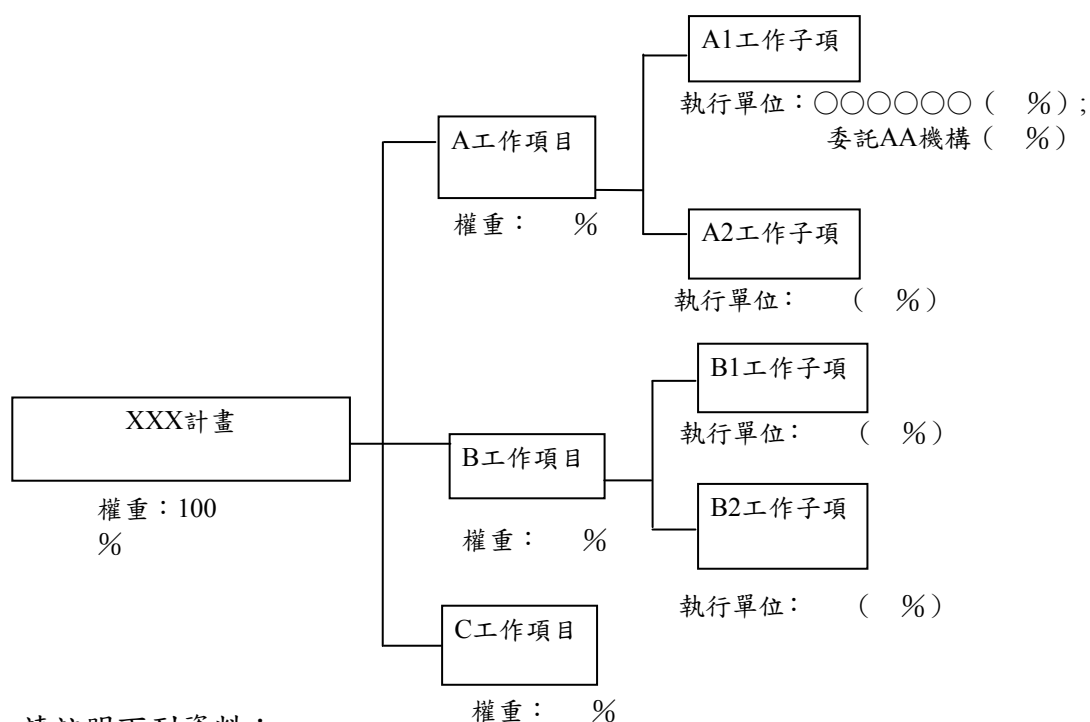 A1工作子項
執行單位：○○○○○○（　％）;
委託AA機構（　％）
A工作項目
權重：　％
A2工作子項
執行單位：　（　％）
B1工作子項
XXX計畫
執行單位：　（　％）
B工作項目
權重：100
％
B2工作子項
權重：　％
執行單位：　（　％）
C工作項目
權重：　％